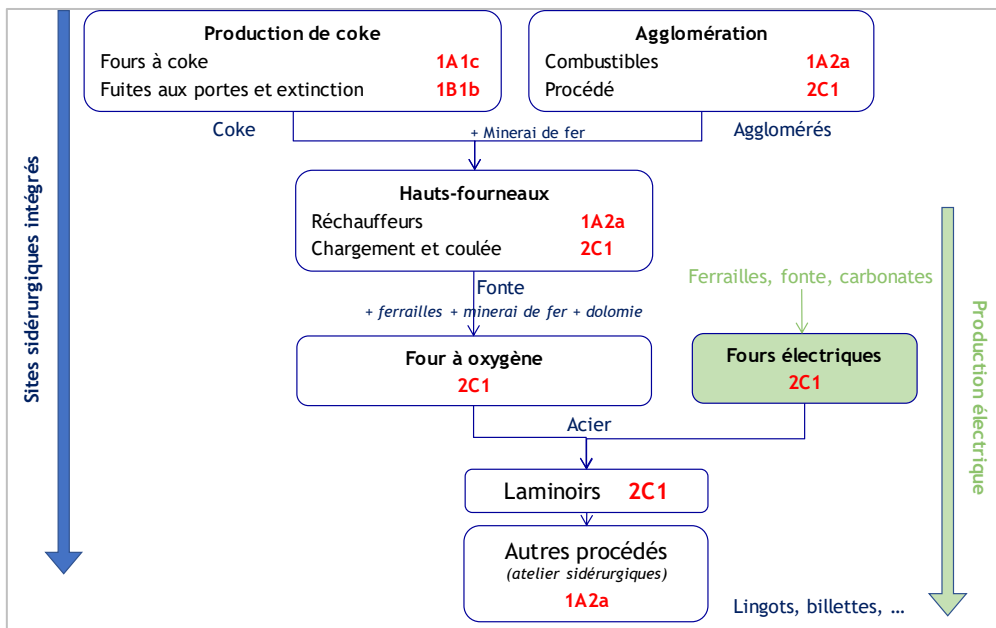 Production de coke
Fours à coke 1A1c
Fuites aux portes et extinction 1B1b
Agglomération
Combustibles 1A2a
Procédé 2C1
Coke
+ Minerai de fer
Agglomérés
Sites sidérurgiques intégrés
Hauts-fourneaux
Réchauffeurs 1A2a
Chargement et coulée 2C1
Fonte
+ ferrailles + minerai de fer + dolomie
Ferrailles, fonte, carbonates
Production électrique
Four à oxygène
2C1
Fours électriques
2C1
Acier
Laminoirs 2C1
Autres procédés
(atelier sidérurgiques)
1A2a
Lingots, billettes, ...